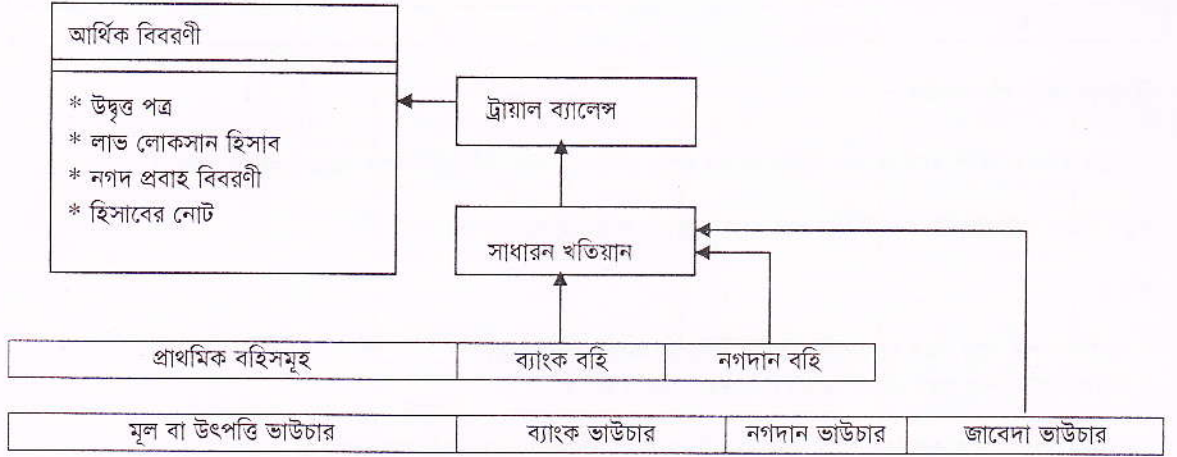 আর্থিক বিবরণী
* উদ্বৃত্ত পত্র
* লাভ লোকসান হিসাব
* নগদ প্রবাহ বিবরণী
* হিসাবের নোট
ট্রায়াল ব্যালেন্স
সাধারন খতিয়ান
প্রাথমিক বহিসমূহ
ব্যাংক বহি
নগদান বহি
মূল বা উৎপত্তি ভাউচার
ব্যাংক ভাউচার
নগদান ভাউচার
জাবেদা ভাউচার